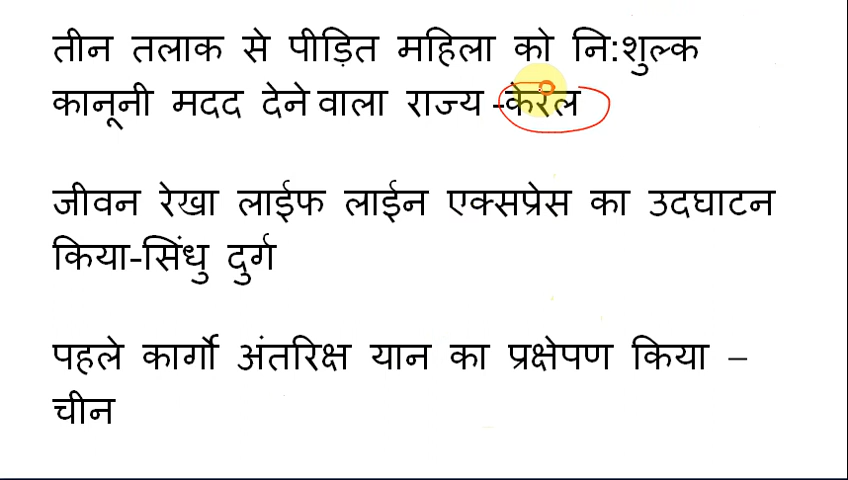 तीन तलाक से पीड़ित महिला को नि:शुल्क
कानूनी मदद देने वाला राज्य -केरल
जीवन रेखा लाईफ लाईन एक्सप्रेस का उदघाटन
किया-सिंधु दुर्ग
पहले कार्गो अंतरिक्ष यान का प्रक्षेपण किया –
चीन